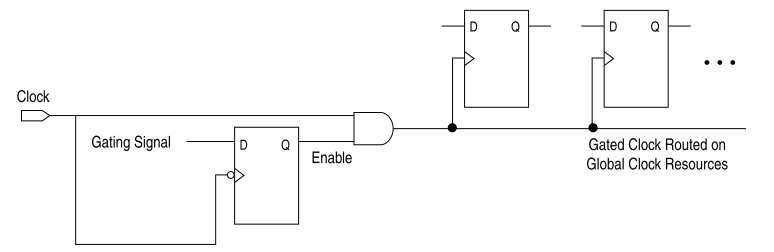 D Q
D Q
Clock
Gating Signal
D Q
Enable
Gated Clock Routed on
Global Clock Resources